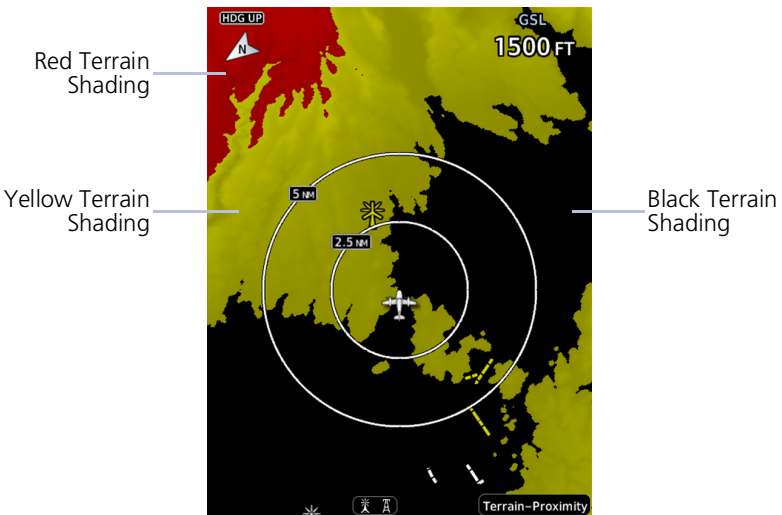 HDG UP
N
GSL
1500 FT
Red Terrain
Shading
5 NM
Yellow Terrain
Shading
Black Terrain
Shading
2.5 NM
Terrain-Proximity